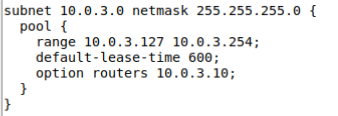 subnet 10.0.3.0 netmask 255.255.255.0 {
  pool {
    range 10.0.3.127 10.0.3.254;
    default-lease-time 600;
    option routers 10.0.3.10;
  }
}